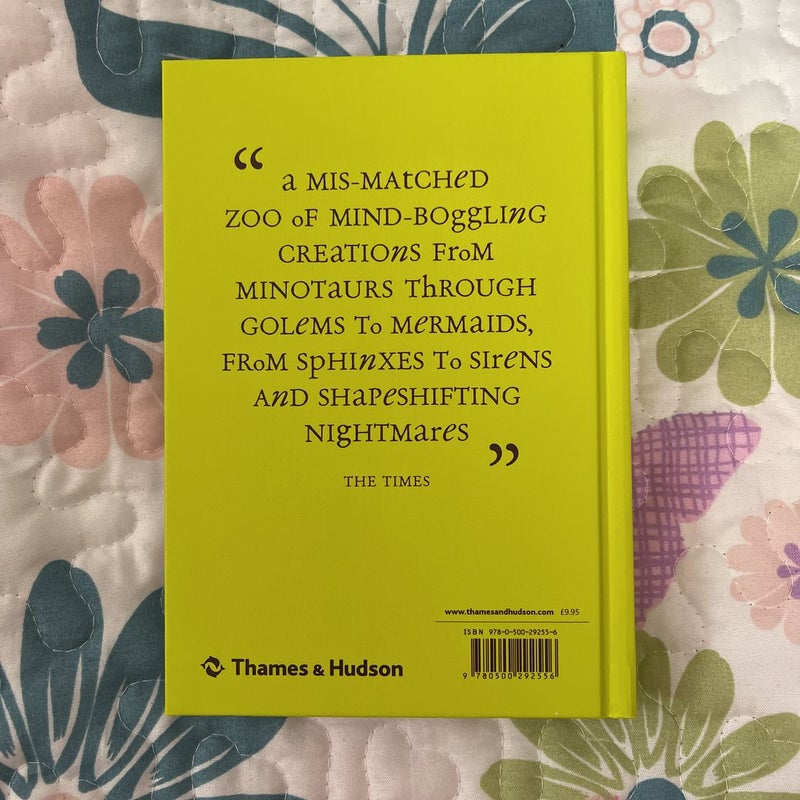 “ a MIS-MAtCHeD
ZOO oF MIND-BOggLInG
CREaTIOnS FroM
MINOTaURS ThROUGH
GOLeMS To MeRMaIDS,
FRoM SpHInXES To SIrenS
AnD SHaPeSHIFTING
NIgHTMareS ”
THE TIMES
www.thamesandhudson.com £9.95
ISBN 978-0-500-29255-6
Thames & Hudson
9 780500 292556